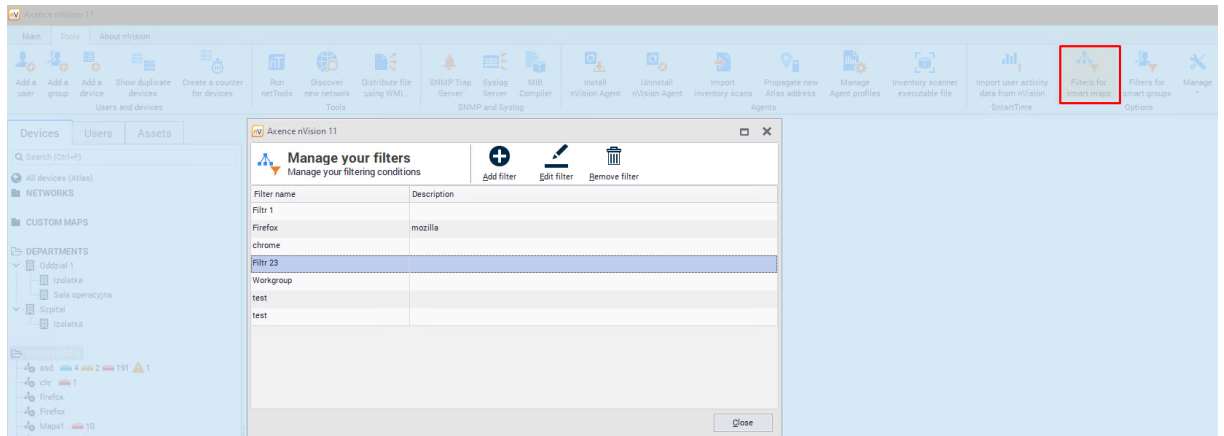 Axence nVision 11
Main Tools About nVision
Add a user
Add a group
Add a device
Show duplicate devices
Create a counter for devices
Users and devices
Run netTools
Discover new network
Distribute file using WMI...
Tools
SNMP Trap Server
Syslog Server
MIB Compiler
SNMP and Syslog
Install nVision Agent
Uninstall nVision Agent
Import inventory scans
Propagate new Atlas address
Manage Agent profiles
Inventory scanner executable file
Agents
Import user activity data from nVision
SmartTime
Filters for smart maps
Filters for smart groups
Manage
Options
Devices Users Assets
Search (Ctrl+F)
All devices (Atlas)
NETWORKS
CUSTOM MAPS
DEPARTMENTS
Oddział 1
Izolatka
Sala operacyjna
Szpital
Izolatka
asd 4 2 191 1
chr 1
firefox
Firefox
Mapa1 10
Axence nVision 11
Manage your filters
Manage your filtering conditions
Add filter
Edit filter
Remove filter
Filter name Description
Filtr 1
Firefox mozilla
chrome
Filtr 23
Workgroup
test
test
Close